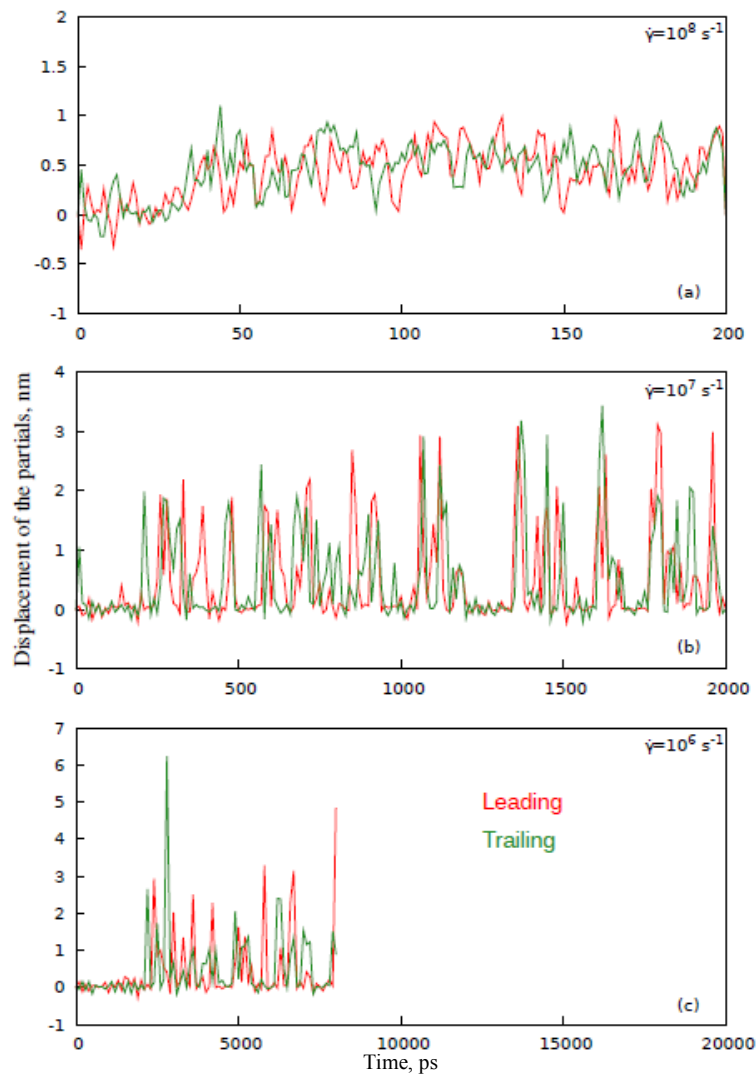 Displacement of the partials, nm
2
1.5
1
0.5
0
-0.5
-1
γ̇=10⁸ s⁻¹
(a)
0 50 100 150 200
4
3
2
1
0
-1
γ̇=10⁷ s⁻¹
(b)
0 500 1000 1500 2000
7
6
5
4
3
2
1
0
-1
γ̇=10⁶ s⁻¹
Leading
Trailing
(c)
0 5000 10000 15000 20000
Time, ps